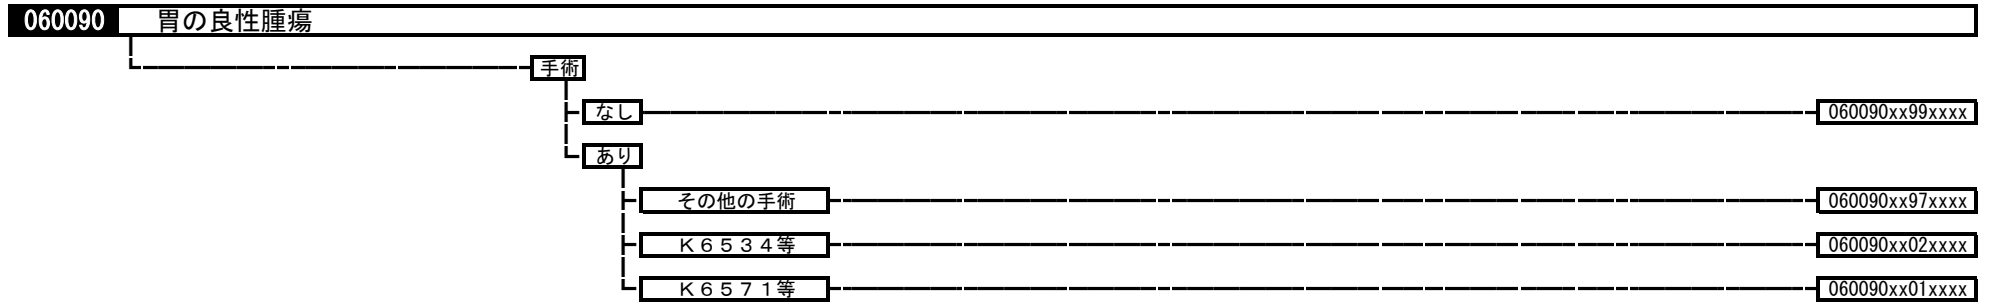 060090 胃の良性腫瘍
手術
なし 060090xx99xxxx
あり
その他の手術 060090xx97xxxx
K6534等 060090xx02xxxx
K6571等 060090xx01xxxx